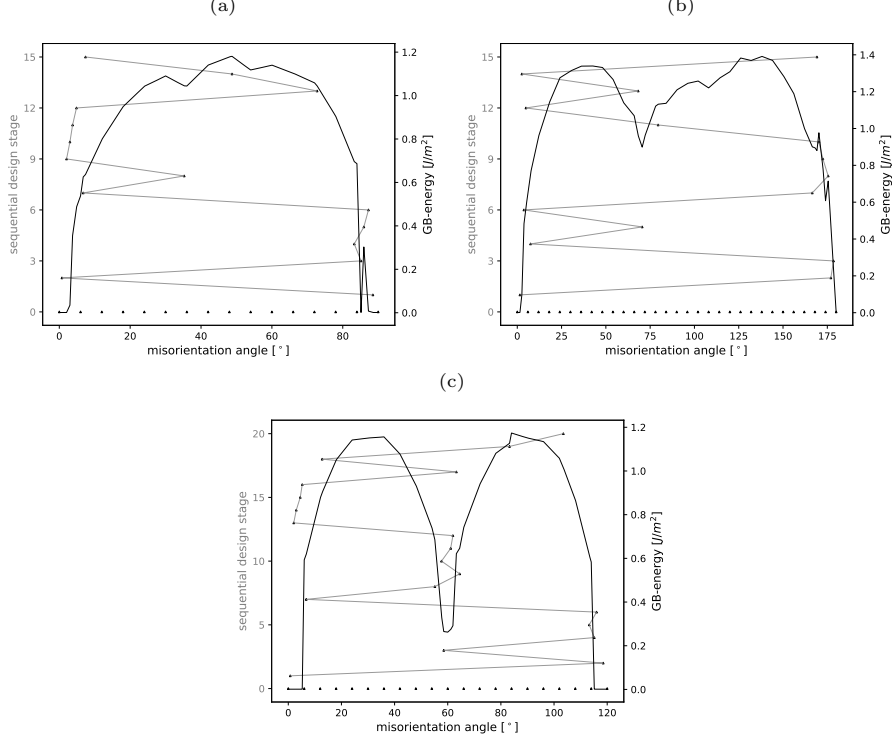 (a)
(b)
15
12
9
6
3
0
sequential design stage
1.2
1.0
0.8
0.6
0.4
0.2
0.0
GB-energy [J/m²]
0 20 40 60 80
misorientation angle [°]
15
12
9
6
3
0
sequential design stage
1.4
1.2
1.0
0.8
0.6
0.4
0.2
0.0
GB-energy [J/m²]
0 25 50 75 100 125 150 175
misorientation angle [°]
(c)
20
15
10
5
0
sequential design stage
1.2
1.0
0.8
0.6
0.4
0.2
0.0
GB-energy [J/m²]
0 20 40 60 80 100 120
misorientation angle [°]